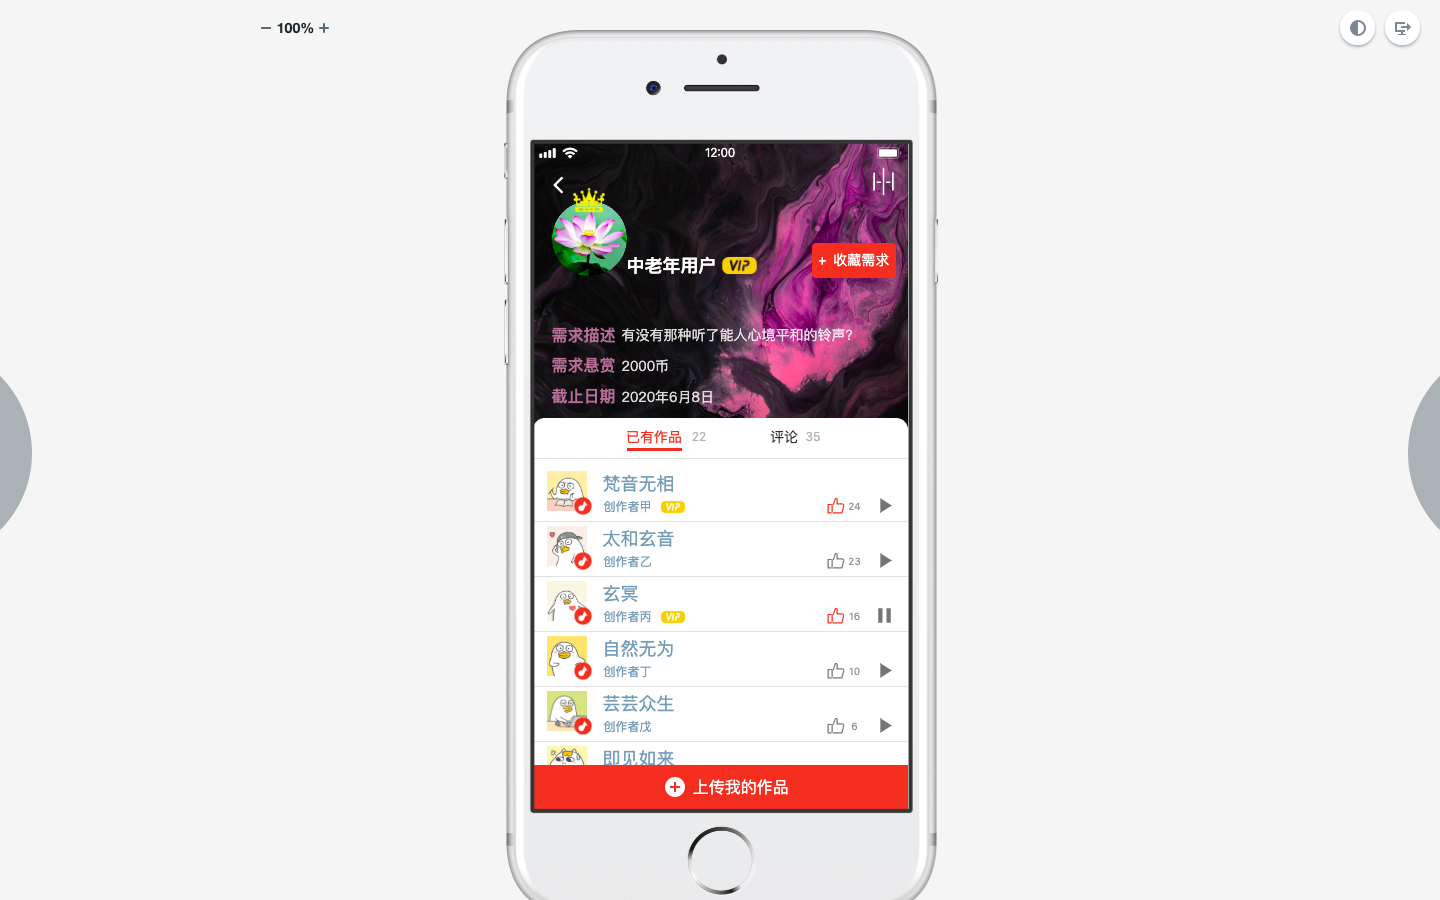 100%
12:00
中老年用户 VIP
+ 收藏需求
需求描述 有没有那种听了能人心境平和的铃声?
需求悬赏 2000币
截止日期 2020年6月8日
已有作品 22 评论 35
梵音无相
创作者甲 VIP 24
太和玄音
创作者乙 23
玄冥
创作者丙 VIP 16
自然无为
创作者丁 10
芸芸众生
创作者戊 6
即见如来
上传我的作品